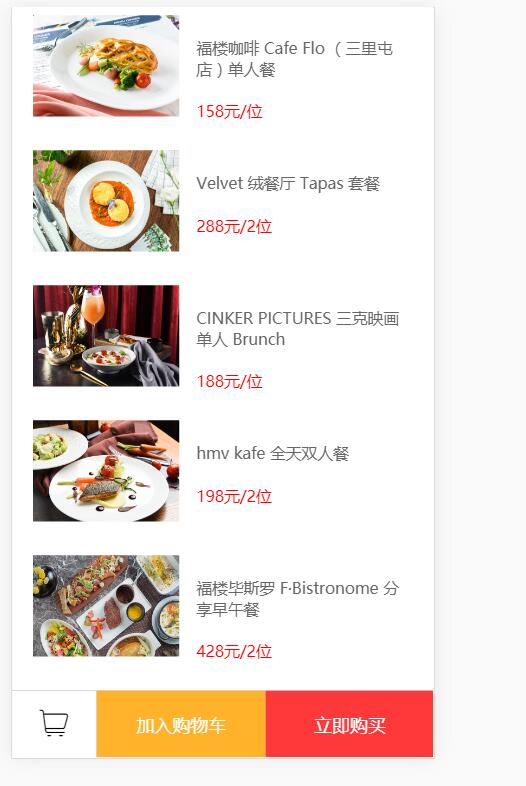 福楼咖啡 Cafe Flo （三里屯
店）单人餐
158元/位
Velvet 绒餐厅 Tapas 套餐
288元/2位
CINKER PICTURES 三克映画
单人 Brunch
188元/位
hmv kafe 全天双人餐
198元/2位
福楼毕斯罗 F·Bistronome 分
享早午餐
428元/2位
加入购物车
立即购买